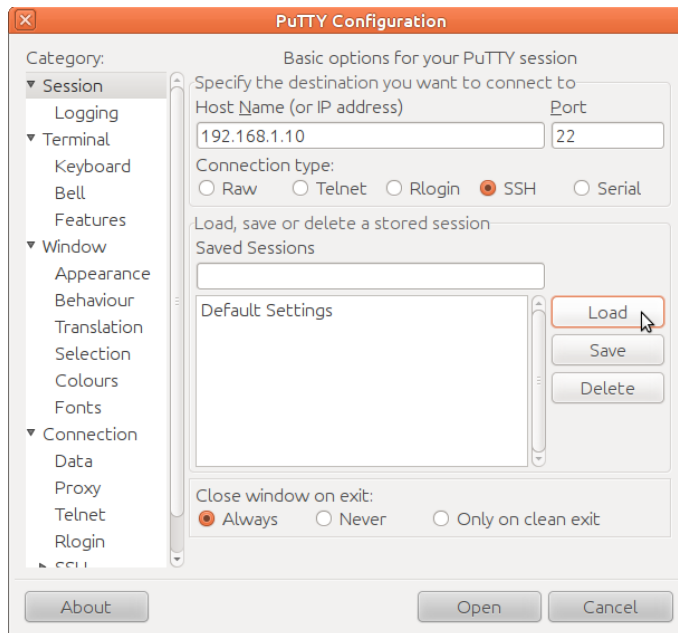 PuTTY Configuration
Category:
Session
Logging
Terminal
Keyboard
Bell
Features
Window
Appearance
Behaviour
Translation
Selection
Colours
Fonts
Connection
Data
Proxy
Telnet
Rlogin
SSH
Basic options for your PuTTY session
Specify the destination you want to connect to
Host Name (or IP address) Port
192.168.1.10 22
Connection type:
Raw Telnet Rlogin SSH Serial
Load, save or delete a stored session
Saved Sessions
Default Settings
Load
Save
Delete
Close window on exit:
Always Never Only on clean exit
About Open Cancel